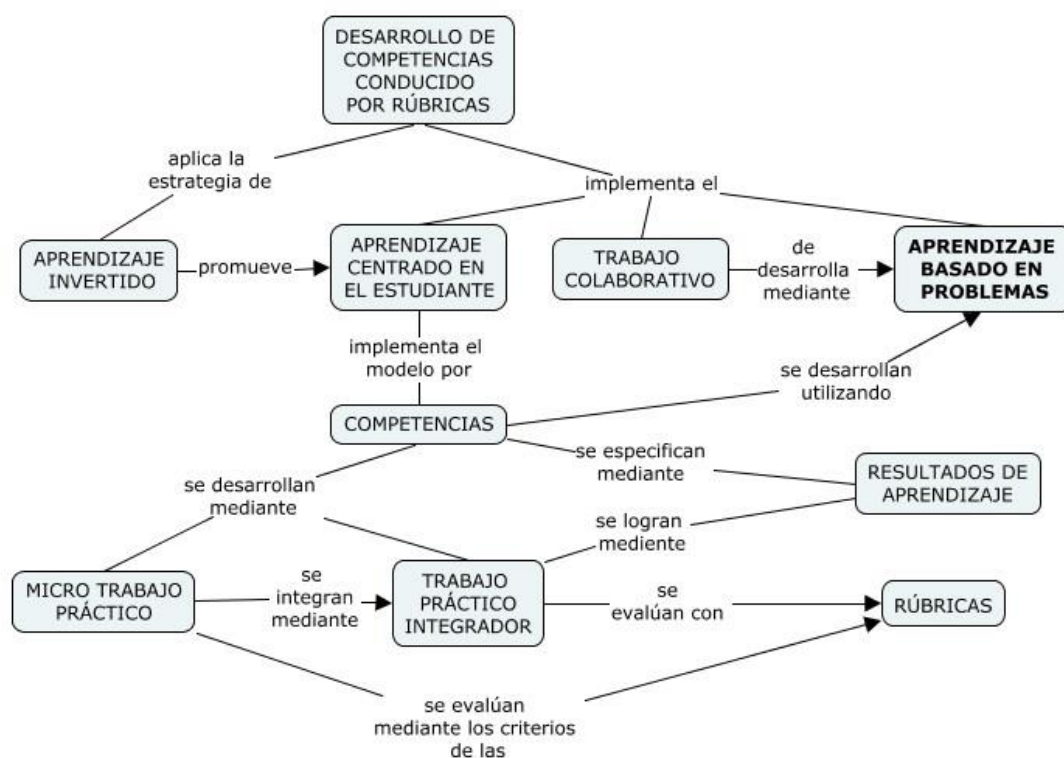 DESARROLLO DE
COMPETENCIAS
CONDUCIDO
POR RÚBRICAS
aplica la
estrategia de
implementa el
APRENDIZAJE
INVERTIDO
promueve
APRENDIZAJE
CENTRADO EN
EL ESTUDIANTE
TRABAJO
COLABORATIVO
de
desarrolla
mediante
APRENDIZAJE
BASADO EN
PROBLEMAS
implementa el
modelo por
se desarrollan
utilizando
COMPETENCIAS
se especifican
mediante
RESULTADOS DE
APRENDIZAJE
se desarrollan
mediante
se logran
mediente
MICRO TRABAJO
PRÁCTICO
se
integran
mediante
TRABAJO
PRÁCTICO
INTEGRADOR
se
evalúan con
RÚBRICAS
se evalúan
mediante los criterios
de las